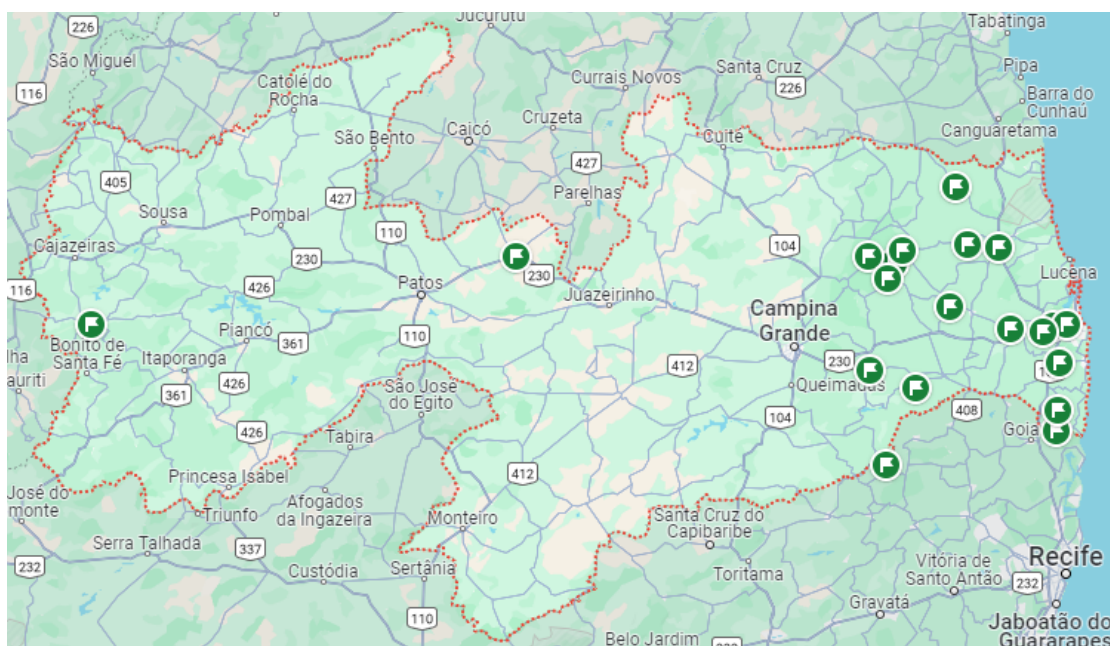 Jucurutu
226
Tabatinga
São Miguel
Santa Cruz
Pipa
116
Catolé do
Rocha
Currais Novos
226
Barra do
Cunhaú
Cruzeta
Caicó
Canguaretama
São Bento
Cuité
405
427
427
Parelhas
Sousa
Pombal
110
104
Cajazeiras
230
230
Lucena
116
426
Patos
Juazeirinho
Campina
Grande
Piancó
361
110
Bonito de
Santa Fé
Itaporanga
412
230
Queimadas
426
361
São José
do Egito
104
408
426
Tabira
Goia
Princesa Isabel
412
José do
monte
Triunfo
Afogados
da Ingazeira
Monteiro
Santa Cruz do
Capibaribe
Serra Talhada
337
232
Custódia
Sertânia
Toritama
Vitória de
Santo Antão
Recife
232
110
Gravatá
Jaboatão do
Guararapes
Belo Jardim